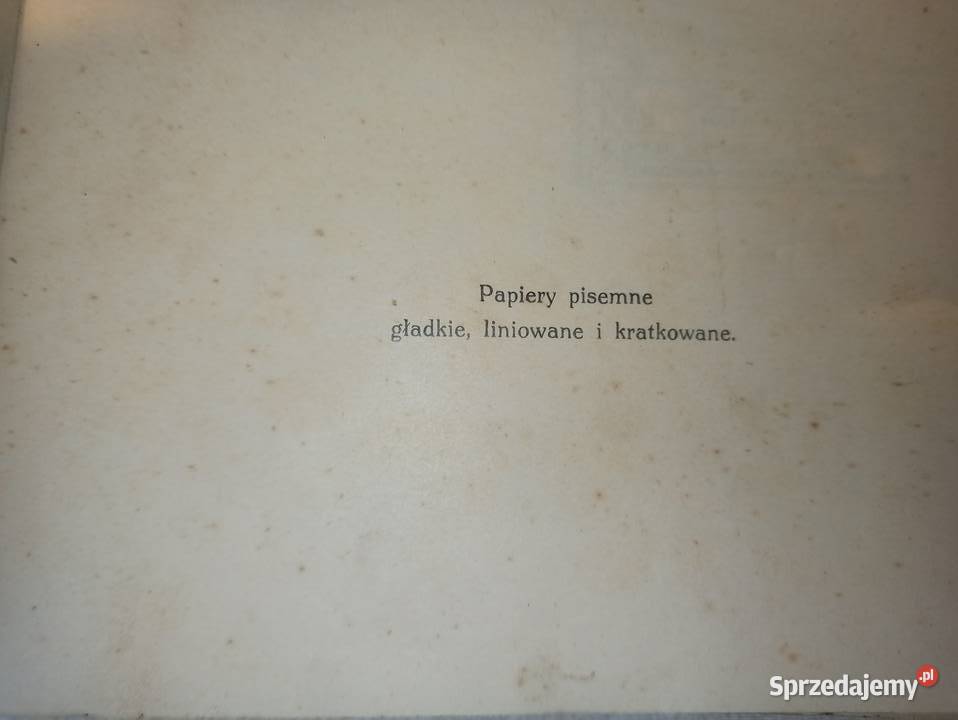 Papiery pisemne
gładkie, liniowane i kratkowane.
Sprzedajemy.pl